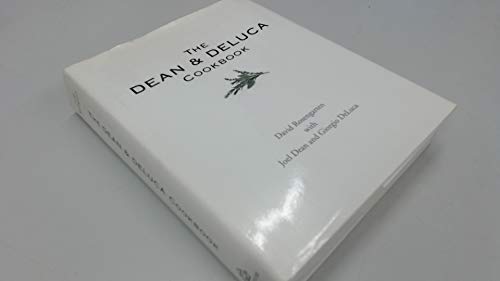 THE
DEAN & DELUCA
COOKBOOK
David Rosengarten
with
Joel Dean and Giorgio DeLuca
THE DEAN & DELUCA COOKBOOK